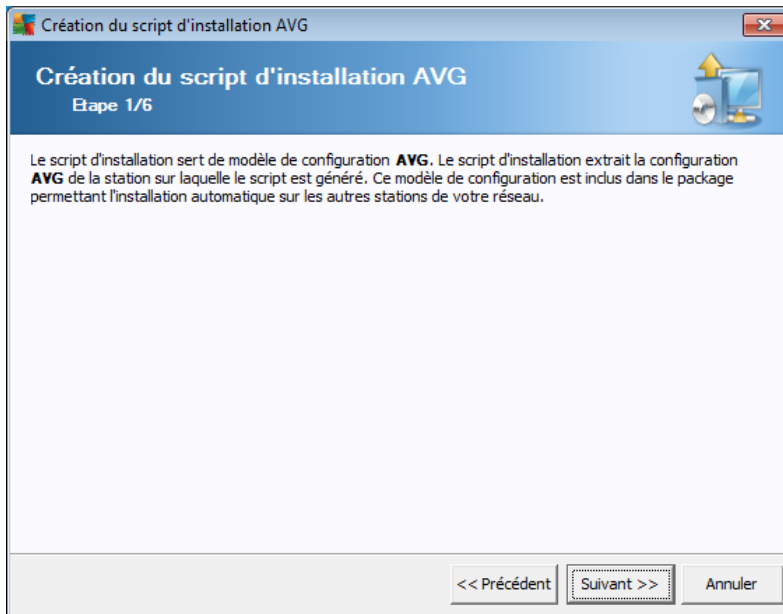 Création du script d'installation AVG
Création du script d'installation AVG
Etape 1/6
Le script d'installation sert de modèle de configuration AVG. Le script d'installation extrait la configuration
AVG de la station sur laquelle le script est généré. Ce modèle de configuration est inclus dans le package
permettant l'installation automatique sur les autres stations de votre réseau.
<< Précédent
Suivant >>
Annuler